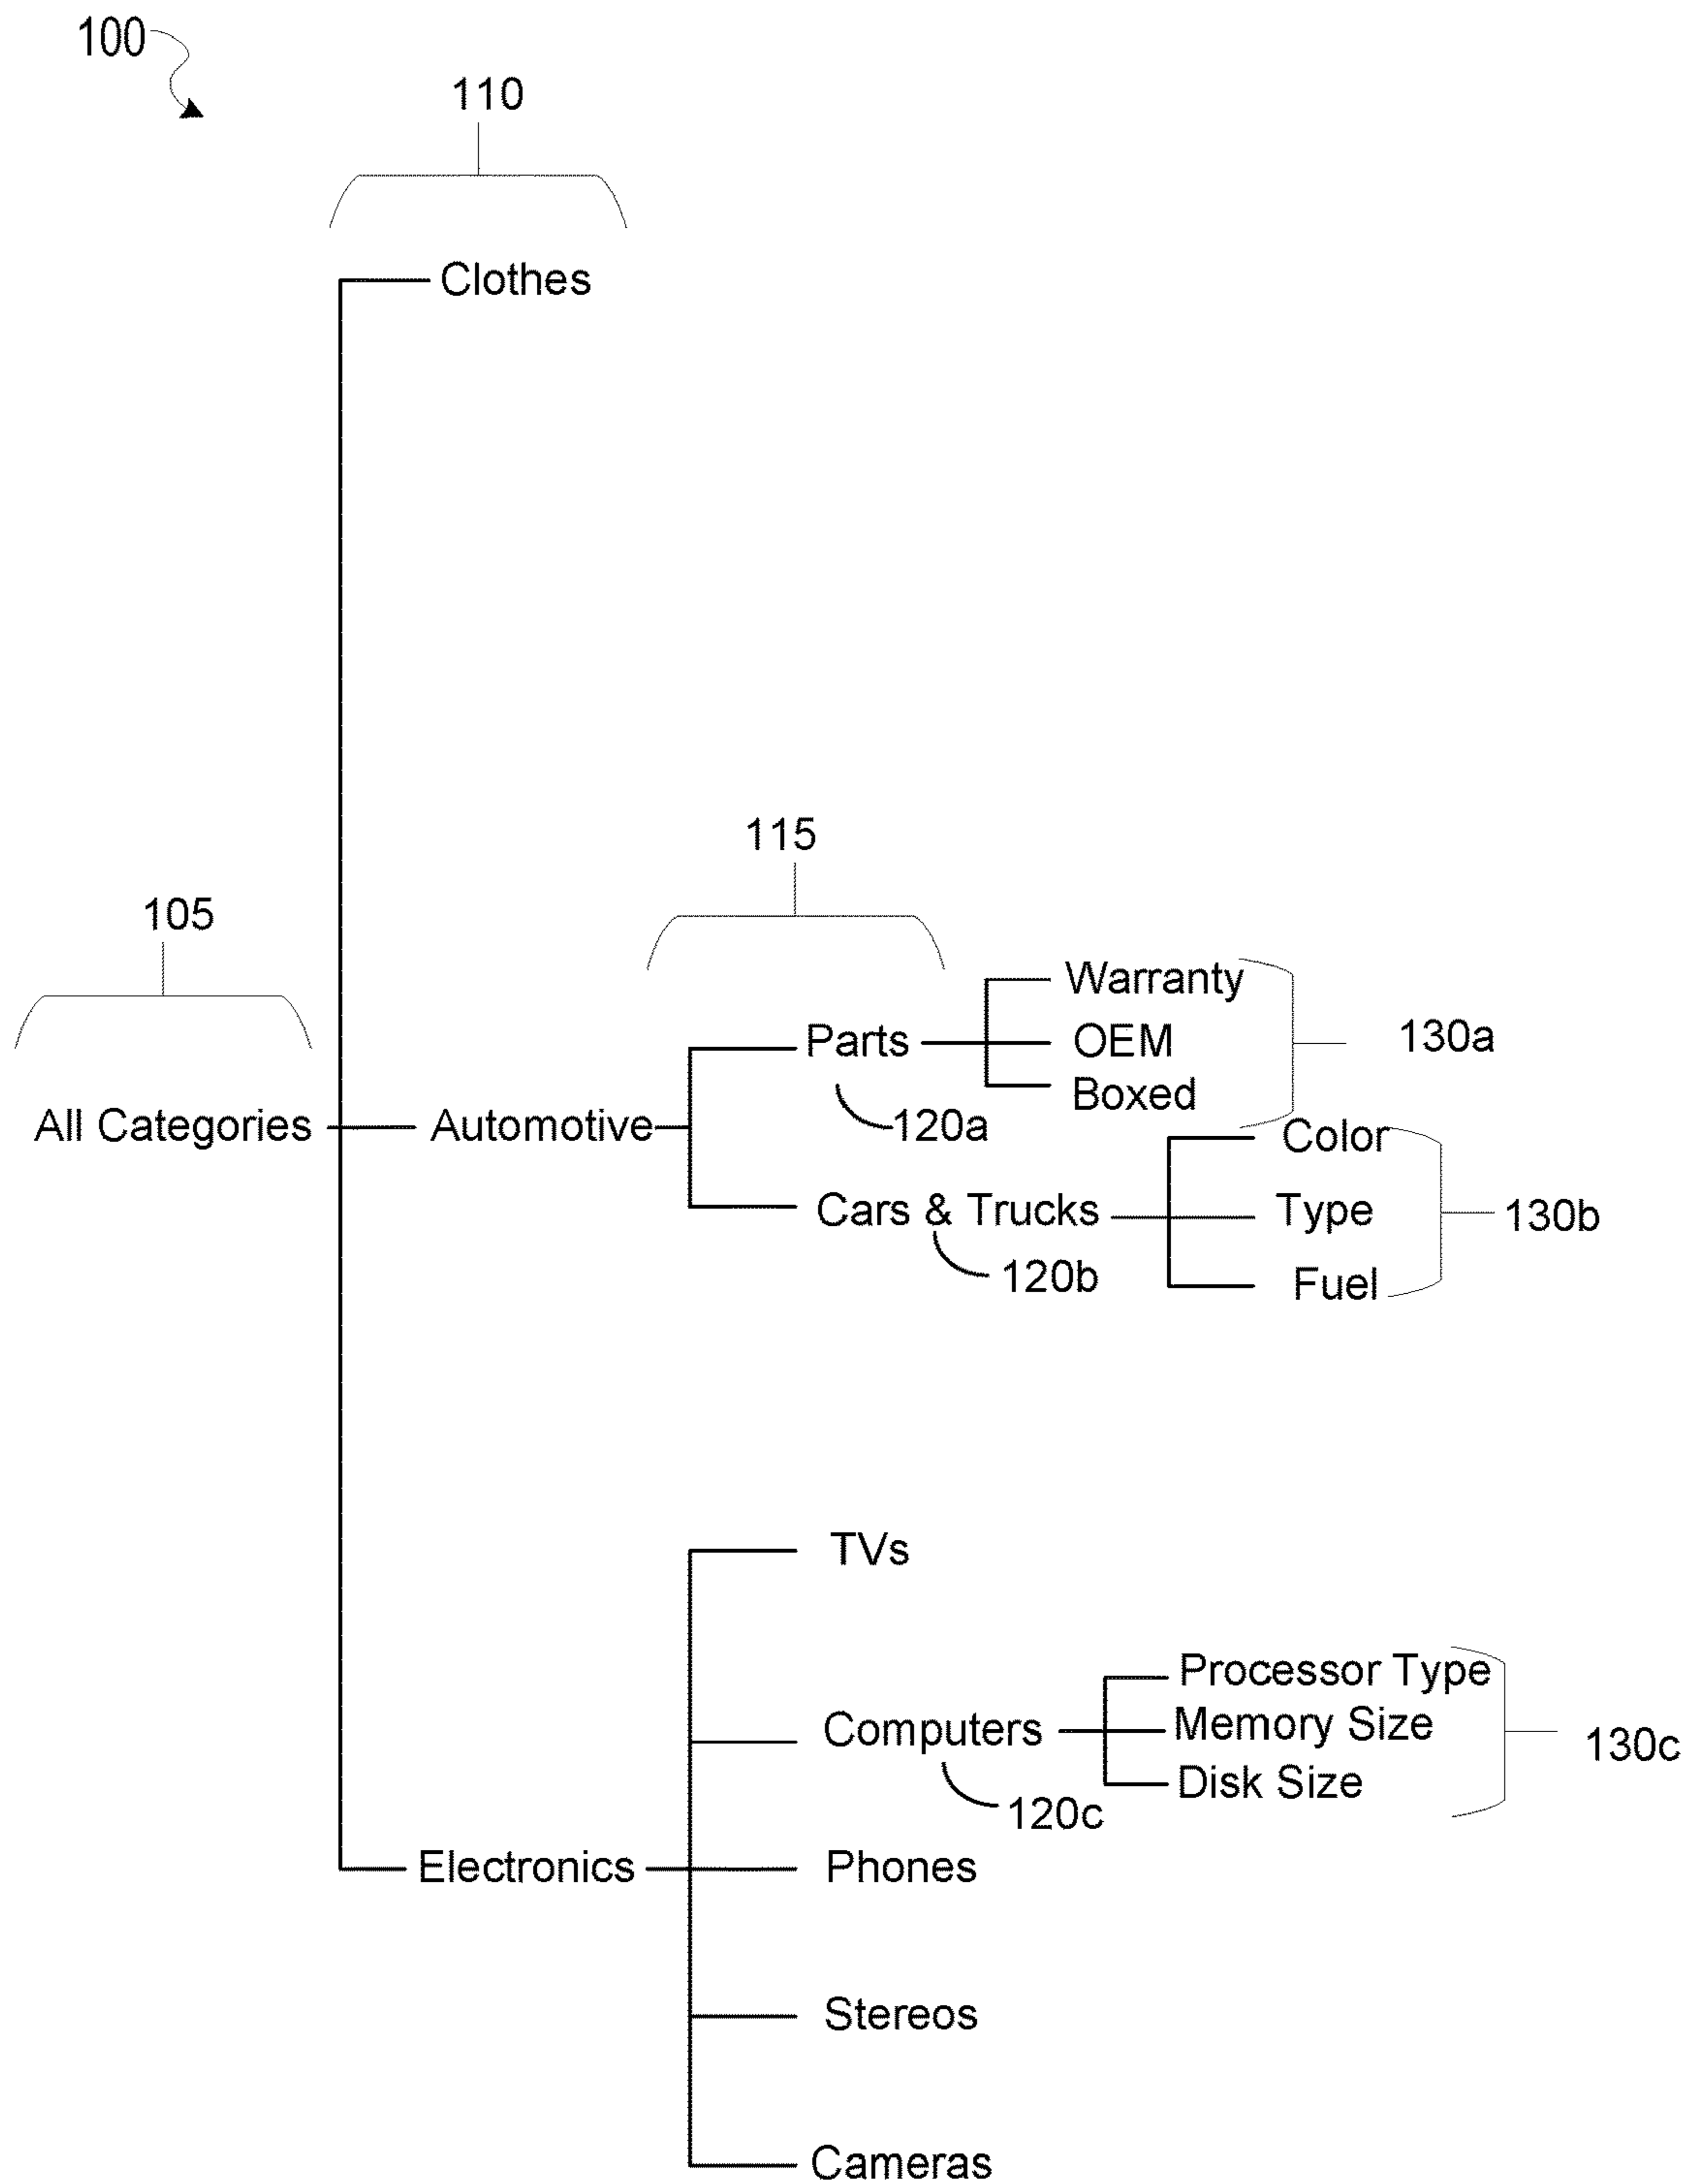 100
110
Clothes
115
105
Warranty
Parts
OEM
130a
Boxed
All Categories
Automotive
120a
Color
Cars & Trucks
Type
130b
120b
Fuel
TVs
Processor Type
Computers
Memory Size
130c
Disk Size
120c
Electronics
Phones
Stereos
Cameras